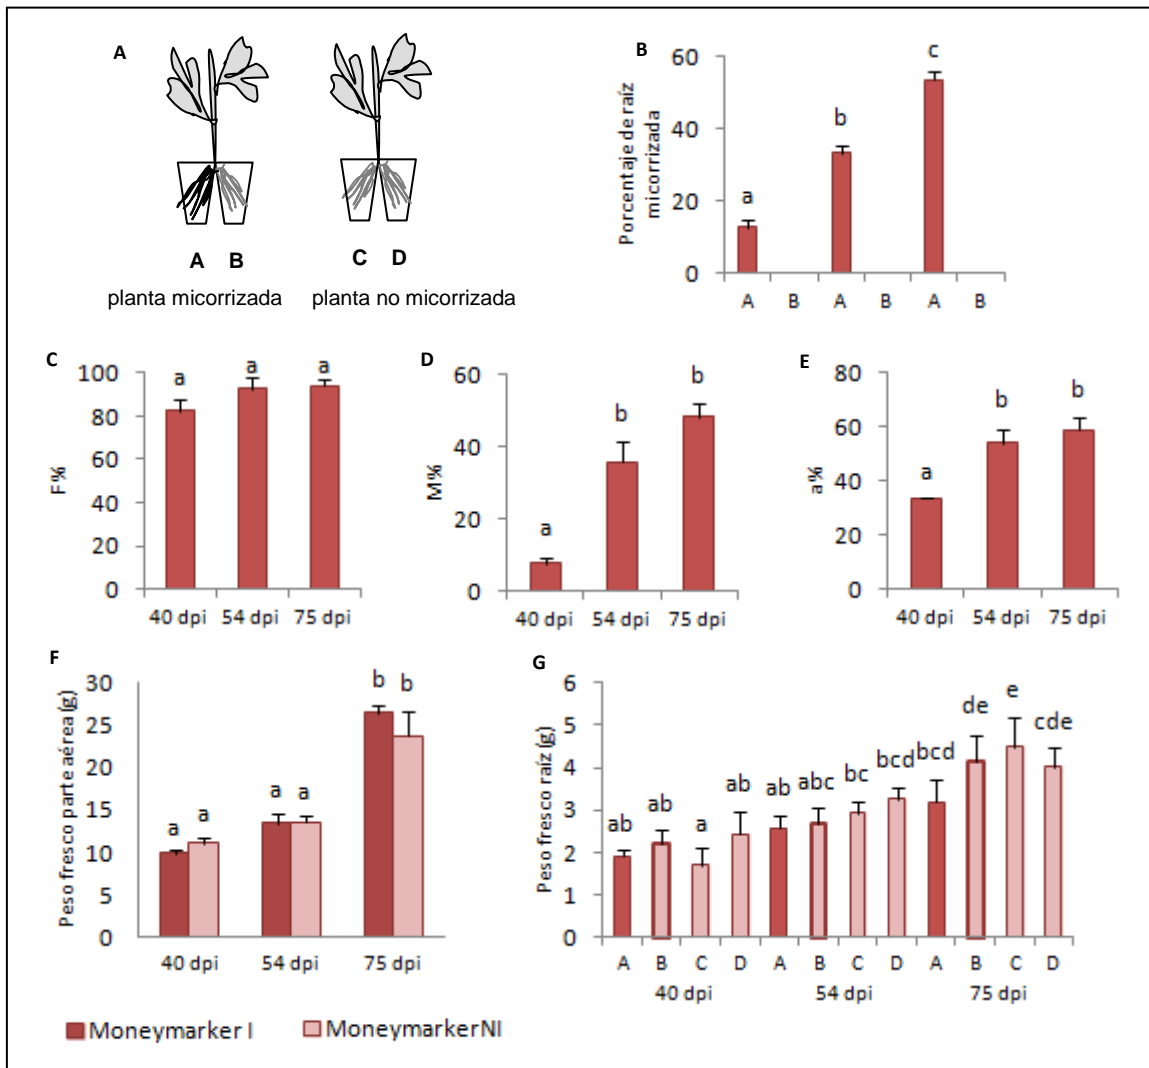 A
A B
C D
planta micorrizada
planta no micorrizada
B
Porcentaje de raíz
micorrizada
60
40
20
0
a
b
c
A B A B A B
C
F%
100
80
60
40
20
0
a a a
40 dpi 54 dpi 75 dpi
D
M%
60
40
20
0
a
b
b
40 dpi 54 dpi 75 dpi
E
a%
80
60
40
20
0
a
b
b
40 dpi 54 dpi 75 dpi
F
Peso fresco parte aérea (g)
30
25
20
15
10
5
0
a a a a b b
40 dpi 54 dpi 75 dpi
G
Peso fresco raíz (g)
6
5
4
3
2
1
0
ab ab a ab ab abc bc bcd bcd de e cde
A B C D A B C D A B C D
40 dpi 54 dpi 75 dpi
Moneymarker I
MoneymarkerNI